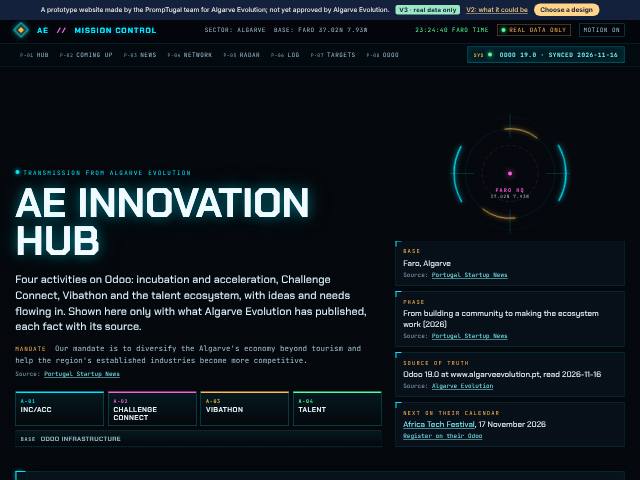 A prototype website made by the PrompTugal team for Algarve Evolution; not yet approved by Algarve Evolution. V3 · real data only V2: what it could be Choose a design
AE // MISSION CONTROL SECTOR: ALGARVE BASE: FARO 37.02N 7.93W 23:24:40 FARO TIME REAL DATA ONLY MOTION ON
P-01 HUB P-02 COMING UP P-03 NEWS P-04 NETWORK P-05 RADAR P-06 LOG P-07 TARGETS P-08 ODOO SYS ODOO 19.0 · SYNCED 2026-11-16
TRANSMISSION FROM ALGARVE EVOLUTION
AE INNOVATION
HUB
Four activities on Odoo: incubation and acceleration, Challenge
Connect, Vibathon and the talent ecosystem, with ideas and needs
flowing in. Shown here only with what Algarve Evolution has published,
each fact with its source.
MANDATE Our mandate is to diversify the Algarve's economy beyond tourism and
help the region's established industries become more competitive.
Source: Portugal Startup News
A-01
INC/ACC
A-02
CHALLENGE
CONNECT
A-03
VIBATHON
A-04
TALENT
BASE ODOO INFRASTRUCTURE
FARO HQ
37.02N 7.93W
BASE
Faro, Algarve
Source: Portugal Startup News
PHASE
From building a community to making the ecosystem
work (2026)
Source: Portugal Startup News
SOURCE OF TRUTH
Odoo 19.0 at www.algarveevolution.pt, read 2026-11-16
Source: Algarve Evolution
NEXT ON THEIR CALENDAR
Africa Tech Festival, 17 November 2026
Register on their Odoo